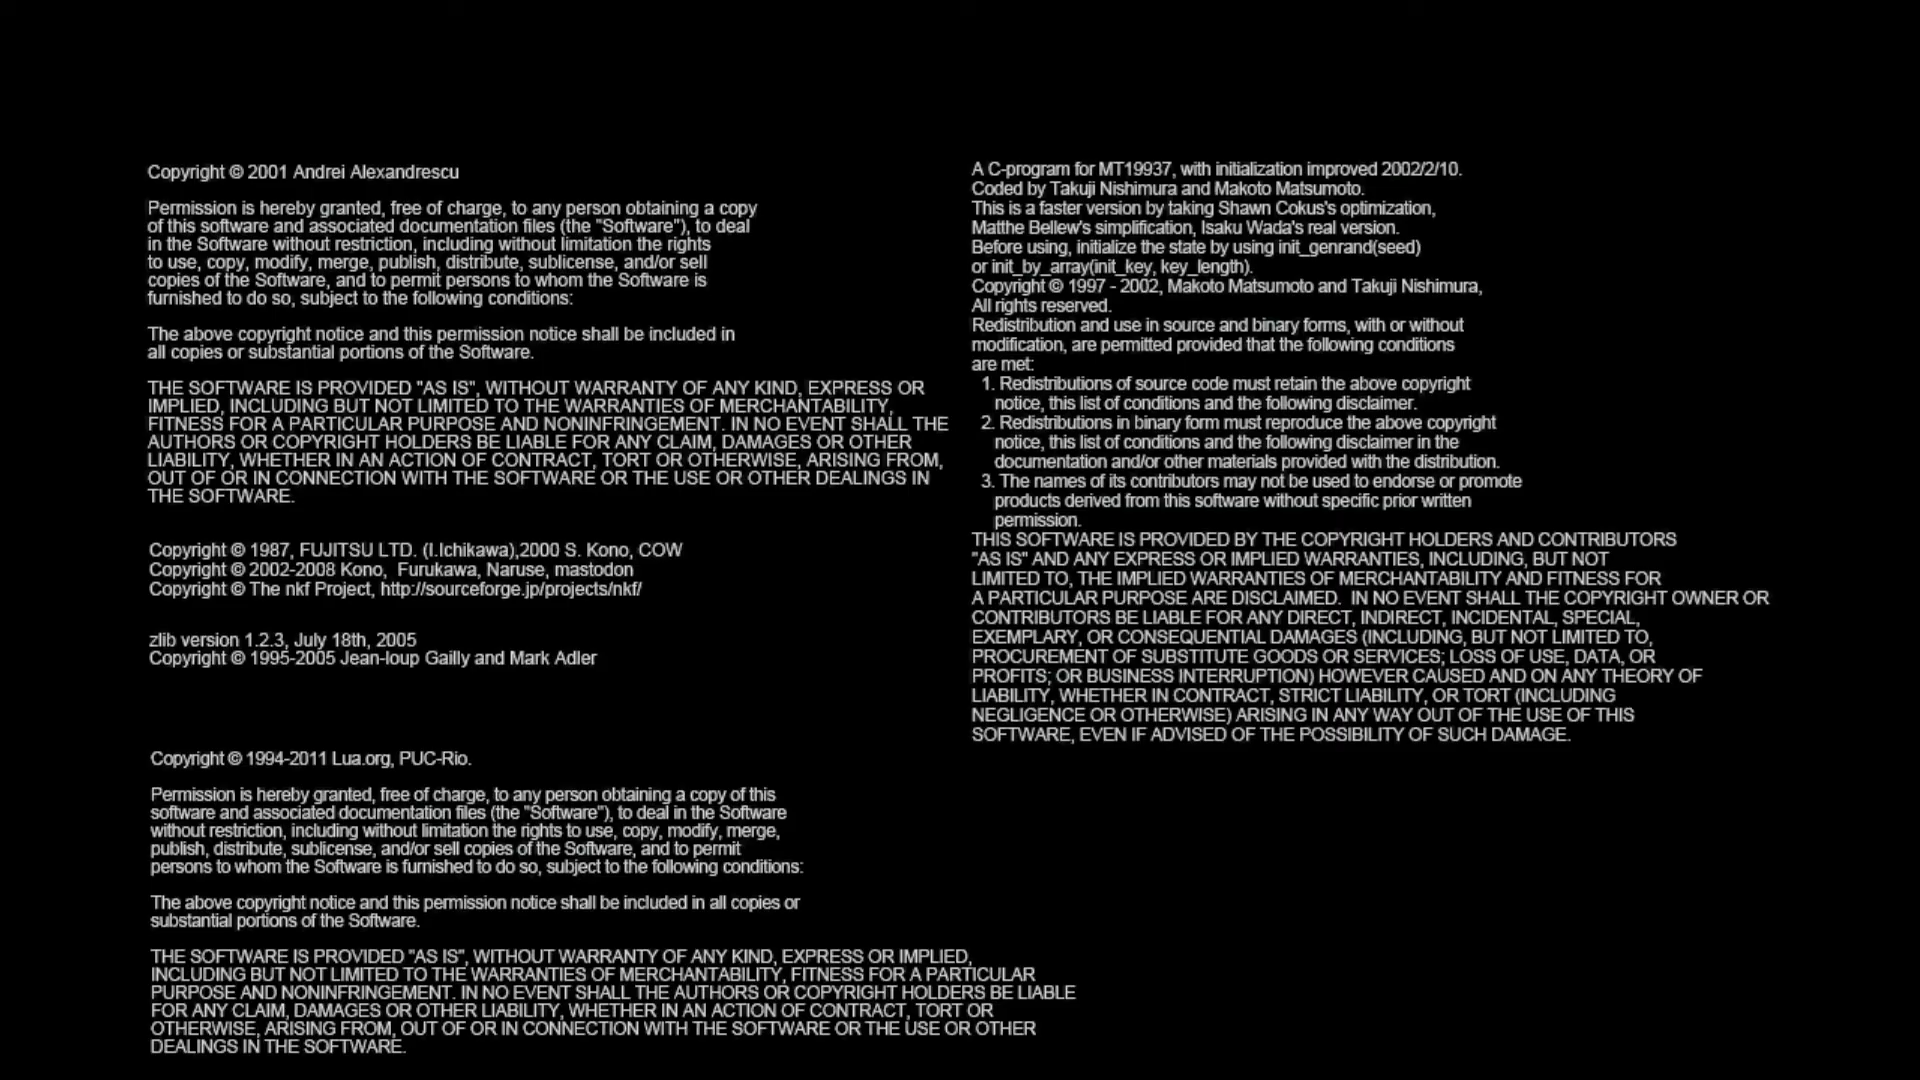 Copyright © 2001 Andrei Alexandrescu
Permission is hereby granted, free of charge, to any person obtaining a copy
of this software and associated documentation files (the "Software"), to deal
in the Software without restriction, including without limitation the rights
to use, copy, modify, merge, publish, distribute, sublicense, and/or sell
copies of the Software, and to permit persons to whom the Software is
furnished to do so, subject to the following conditions:
The above copyright notice and this permission notice shall be included in
all copies or substantial portions of the Software.
THE SOFTWARE IS PROVIDED "AS IS", WITHOUT WARRANTY OF ANY KIND, EXPRESS OR
IMPLIED, INCLUDING BUT NOT LIMITED TO THE WARRANTIES OF MERCHANTABILITY,
FITNESS FOR A PARTICULAR PURPOSE AND NONINFRINGEMENT. IN NO EVENT SHALL THE
AUTHORS OR COPYRIGHT HOLDERS BE LIABLE FOR ANY CLAIM, DAMAGES OR OTHER
LIABILITY, WHETHER IN AN ACTION OF CONTRACT, TORT OR OTHERWISE, ARISING FROM,
OUT OF OR IN CONNECTION WITH THE SOFTWARE OR THE USE OR OTHER DEALINGS IN
THE SOFTWARE.
Copyright © 1987, FUJITSU LTD. (I.Ichikawa),2000 S. Kono, COW
Copyright © 2002-2008 Kono,  Furukawa, Naruse, mastodon
Copyright © The nkf Project, http://sourceforge.jp/projects/nkf/
zlib version 1.2.3, July 18th, 2005
Copyright © 1995-2005 Jean-loup Gailly and Mark Adler
Copyright © 1994-2011 Lua.org, PUC-Rio.
Permission is hereby granted, free of charge, to any person obtaining a copy of this
software and associated documentation files (the "Software"), to deal in the Software
without restriction, including without limitation the rights to use, copy, modify, merge,
publish, distribute, sublicense, and/or sell copies of the Software, and to permit
persons to whom the Software is furnished to do so, subject to the following conditions:
The above copyright notice and this permission notice shall be included in all copies or
substantial portions of the Software.
THE SOFTWARE IS PROVIDED "AS IS", WITHOUT WARRANTY OF ANY KIND, EXPRESS OR IMPLIED,
INCLUDING BUT NOT LIMITED TO THE WARRANTIES OF MERCHANTABILITY, FITNESS FOR A PARTICULAR
PURPOSE AND NONINFRINGEMENT. IN NO EVENT SHALL THE AUTHORS OR COPYRIGHT HOLDERS BE LIABLE
FOR ANY CLAIM, DAMAGES OR OTHER LIABILITY, WHETHER IN AN ACTION OF CONTRACT, TORT OR
OTHERWISE, ARISING FROM, OUT OF OR IN CONNECTION WITH THE SOFTWARE OR THE USE OR OTHER
DEALINGS IN THE SOFTWARE.
A C-program for MT19937, with initialization improved 2002/2/10.
Coded by Takuji Nishimura and Makoto Matsumoto.
This is a faster version by taking Shawn Cokus's optimization,
Matthe Bellew's simplification, Isaku Wada's real version.
Before using, initialize the state by using init_genrand(seed)
or init_by_array(init_key, key_length).
Copyright © 1997 - 2002, Makoto Matsumoto and Takuji Nishimura,
All rights reserved.
Redistribution and use in source and binary forms, with or without
modification, are permitted provided that the following conditions
are met:
1. Redistributions of source code must retain the above copyright
notice, this list of conditions and the following disclaimer.
2. Redistributions in binary form must reproduce the above copyright
notice, this list of conditions and the following disclaimer in the
documentation and/or other materials provided with the distribution.
3. The names of its contributors may not be used to endorse or promote
products derived from this software without specific prior written
permission.
THIS SOFTWARE IS PROVIDED BY THE COPYRIGHT HOLDERS AND CONTRIBUTORS
"AS IS" AND ANY EXPRESS OR IMPLIED WARRANTIES, INCLUDING, BUT NOT
LIMITED TO, THE IMPLIED WARRANTIES OF MERCHANTABILITY AND FITNESS FOR
A PARTICULAR PURPOSE ARE DISCLAIMED.  IN NO EVENT SHALL THE COPYRIGHT OWNER OR
CONTRIBUTORS BE LIABLE FOR ANY DIRECT, INDIRECT, INCIDENTAL, SPECIAL,
EXEMPLARY, OR CONSEQUENTIAL DAMAGES (INCLUDING, BUT NOT LIMITED TO,
PROCUREMENT OF SUBSTITUTE GOODS OR SERVICES; LOSS OF USE, DATA, OR
PROFITS; OR BUSINESS INTERRUPTION) HOWEVER CAUSED AND ON ANY THEORY OF
LIABILITY, WHETHER IN CONTRACT, STRICT LIABILITY, OR TORT (INCLUDING
NEGLIGENCE OR OTHERWISE) ARISING IN ANY WAY OUT OF THE USE OF THIS
SOFTWARE, EVEN IF ADVISED OF THE POSSIBILITY OF SUCH DAMAGE.